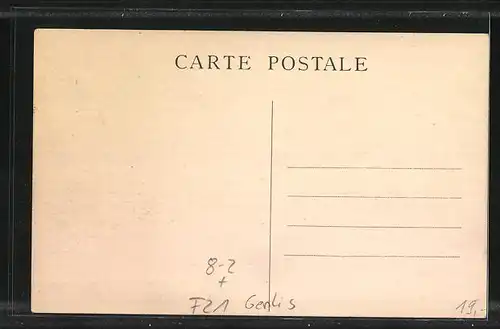 CARTE POSTALE
8-2
+
F21 Genlis
19,-